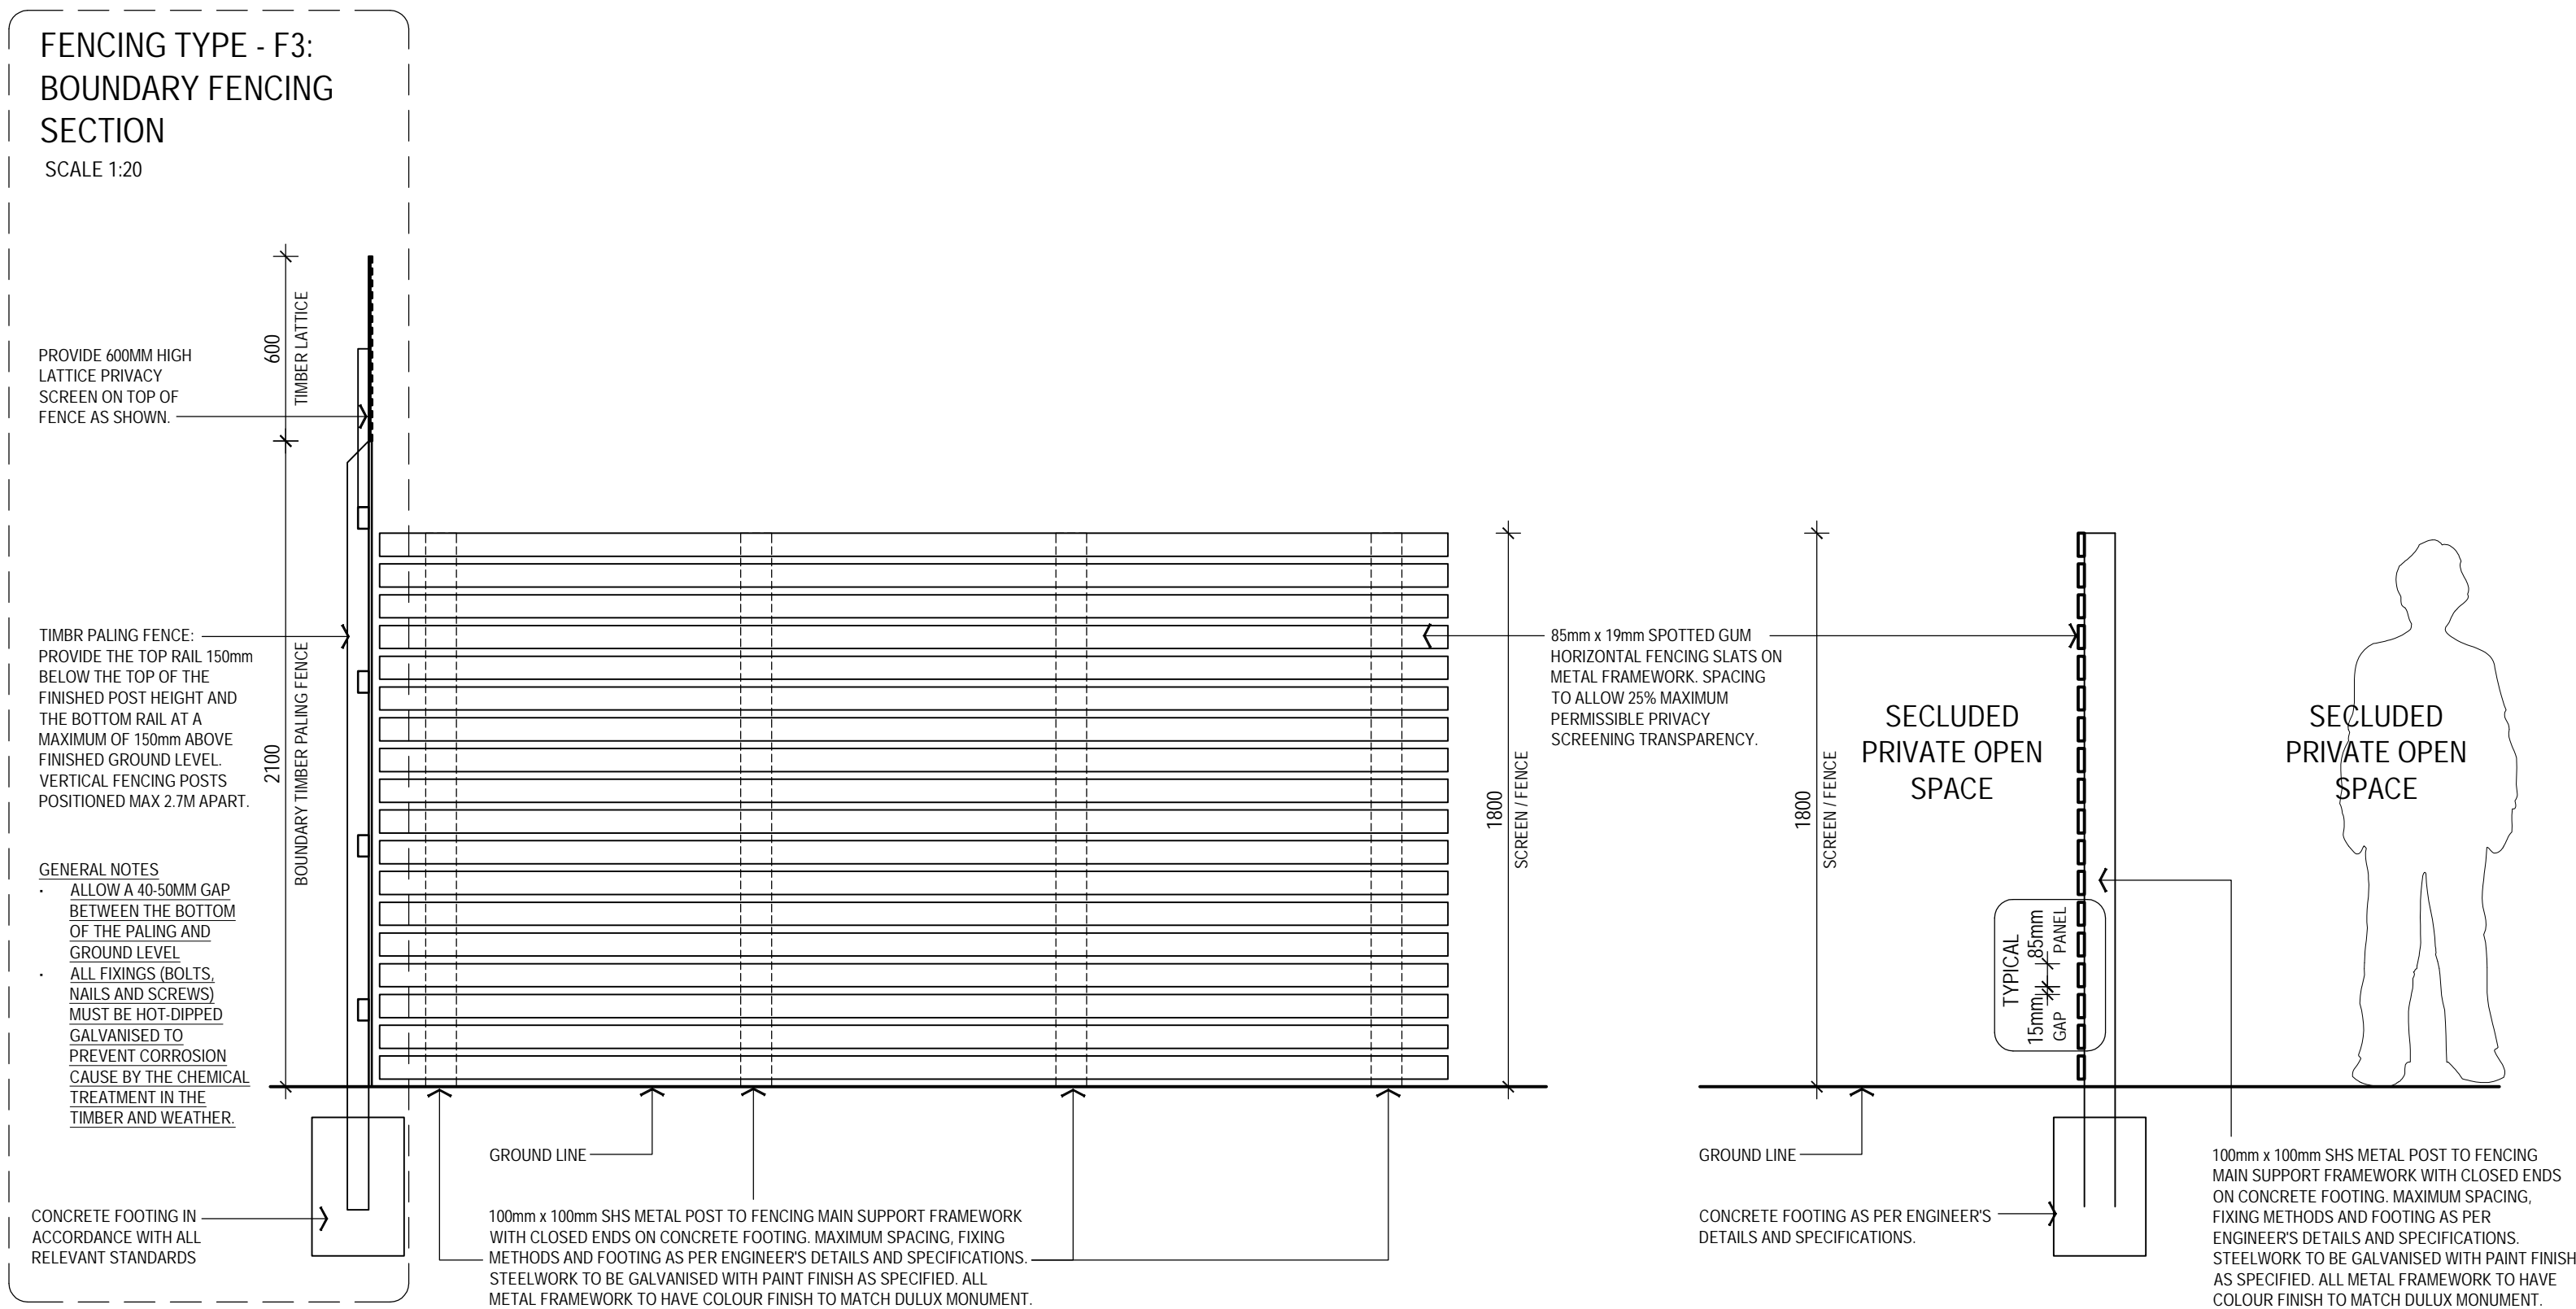 FENCING TYPE - F3:
BOUNDARY FENCING
SECTION
SCALE 1:20
600
TIMBER LATTICE
PROVIDE 600MM HIGH
LATTICE PRIVACY
SCREEN ON TOP OF
FENCE AS SHOWN.
TIMBR PALING FENCE:
PROVIDE THE TOP RAIL 150mm
BELOW THE TOP OF THE
FINISHED POST HEIGHT AND
THE BOTTOM RAIL AT A
MAXIMUM OF 150mm ABOVE
FINISHED GROUND LEVEL.
VERTICAL FENCING POSTS
POSITIONED MAX 2.7M APART.
2100
BOUNDARY TIMBER PALING FENCE
GENERAL NOTES
· ALLOW A 40-50MM GAP
BETWEEN THE BOTTOM
OF THE PALING AND
GROUND LEVEL
· ALL FIXINGS (BOLTS,
NAILS AND SCREWS)
MUST BE HOT-DIPPED
GALVANISED TO
PREVENT CORROSION
CAUSE BY THE CHEMICAL
TREATMENT IN THE
TIMBER AND WEATHER.
CONCRETE FOOTING IN
ACCORDANCE WITH ALL
RELEVANT STANDARDS
GROUND LINE
100mm x 100mm SHS METAL POST TO FENCING MAIN SUPPORT FRAMEWORK
WITH CLOSED ENDS ON CONCRETE FOOTING. MAXIMUM SPACING, FIXING
METHODS AND FOOTING AS PER ENGINEER'S DETAILS AND SPECIFICATIONS.
STEELWORK TO BE GALVANISED WITH PAINT FINISH AS SPECIFIED. ALL
METAL FRAMEWORK TO HAVE COLOUR FINISH TO MATCH DULUX MONUMENT.
1800
SCREEN / FENCE
85mm x 19mm SPOTTED GUM
HORIZONTAL FENCING SLATS ON
METAL FRAMEWORK. SPACING
TO ALLOW 25% MAXIMUM
PERMISSIBLE PRIVACY
SCREENING TRANSPARENCY.
1800
SCREEN / FENCE
SECLUDED
PRIVATE OPEN
SPACE
SECLUDED
PRIVATE OPEN
SPACE
TYPICAL
85mm
PANEL
15mm
GAP
GROUND LINE
CONCRETE FOOTING AS PER ENGINEER'S
DETAILS AND SPECIFICATIONS.
100mm x 100mm SHS METAL POST TO FENCING
MAIN SUPPORT FRAMEWORK WITH CLOSED ENDS
ON CONCRETE FOOTING. MAXIMUM SPACING,
FIXING METHODS AND FOOTING AS PER
ENGINEER'S DETAILS AND SPECIFICATIONS.
STEELWORK TO BE GALVANISED WITH PAINT FINISH
AS SPECIFIED. ALL METAL FRAMEWORK TO HAVE
COLOUR FINISH TO MATCH DULUX MONUMENT.